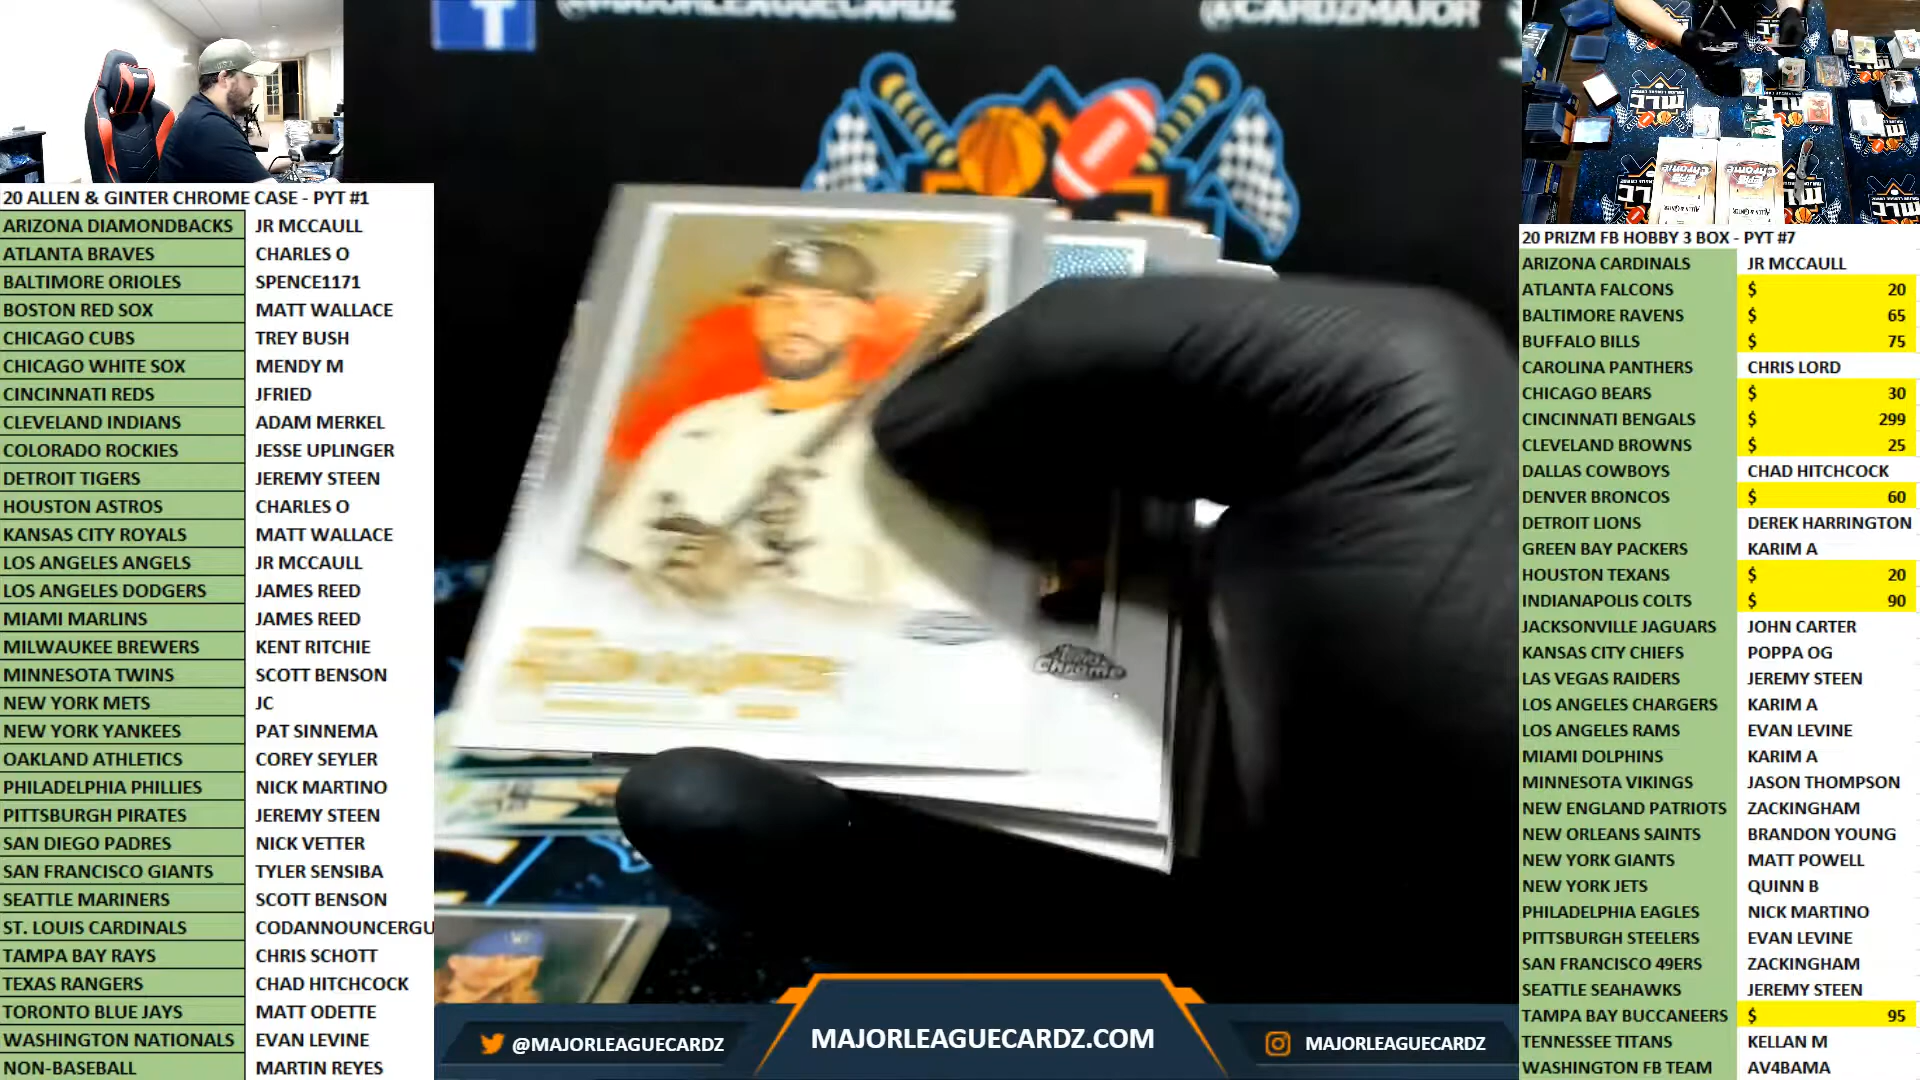 @MAJORLEAGUECARDZ
@CARDZMAJOR
20 ALLEN & GINTER CHROME CASE - PYT #1
ARIZONA DIAMONDBACKS JR MCCAULL
ATLANTA BRAVES CHARLES O
BALTIMORE ORIOLES SPENCE1171
BOSTON RED SOX MATT WALLACE
CHICAGO CUBS TREY BUSH
CHICAGO WHITE SOX MENDY M
CINCINNATI REDS JFRIED
CLEVELAND INDIANS ADAM MERKEL
COLORADO ROCKIES JESSE UPLINGER
DETROIT TIGERS JEREMY STEEN
HOUSTON ASTROS CHARLES O
KANSAS CITY ROYALS MATT WALLACE
LOS ANGELES ANGELS JR MCCAULL
LOS ANGELES DODGERS JAMES REED
MIAMI MARLINS JAMES REED
MILWAUKEE BREWERS KENT RITCHIE
MINNESOTA TWINS SCOTT BENSON
NEW YORK METS JC
NEW YORK YANKEES PAT SINNEMA
OAKLAND ATHLETICS COREY SEYLER
PHILADELPHIA PHILLIES NICK MARTINO
PITTSBURGH PIRATES JEREMY STEEN
SAN DIEGO PADRES NICK VETTER
SAN FRANCISCO GIANTS TYLER SENSIBA
SEATTLE MARINERS SCOTT BENSON
ST. LOUIS CARDINALS CODANNOUNCERGU
TAMPA BAY RAYS CHRIS SCHOTT
TEXAS RANGERS CHAD HITCHCOCK
TORONTO BLUE JAYS MATT ODETTE
WASHINGTON NATIONALS EVAN LEVINE
NON-BASEBALL MARTIN REYES
Chrome
@MAJORLEAGUECARDZ
MAJORLEAGUECARDZ.COM
MAJORLEAGUECARDZ
MLC
20 PRIZM FB HOBBY 3 BOX - PYT #7
ARIZONA CARDINALS JR MCCAULL
ATLANTA FALCONS $ 20
BALTIMORE RAVENS $ 65
BUFFALO BILLS $ 75
CAROLINA PANTHERS CHRIS LORD
CHICAGO BEARS $ 30
CINCINNATI BENGALS $ 299
CLEVELAND BROWNS $ 25
DALLAS COWBOYS CHAD HITCHCOCK
DENVER BRONCOS $ 60
DETROIT LIONS DEREK HARRINGTON
GREEN BAY PACKERS KARIM A
HOUSTON TEXANS $ 20
INDIANAPOLIS COLTS $ 90
JACKSONVILLE JAGUARS JOHN CARTER
KANSAS CITY CHIEFS POPPA OG
LAS VEGAS RAIDERS JEREMY STEEN
LOS ANGELES CHARGERS KARIM A
LOS ANGELES RAMS EVAN LEVINE
MIAMI DOLPHINS KARIM A
MINNESOTA VIKINGS JASON THOMPSON
NEW ENGLAND PATRIOTS ZACKINGHAM
NEW ORLEANS SAINTS BRANDON YOUNG
NEW YORK GIANTS MATT POWELL
NEW YORK JETS QUINN B
PHILADELPHIA EAGLES NICK MARTINO
PITTSBURGH STEELERS EVAN LEVINE
SAN FRANCISCO 49ERS ZACKINGHAM
SEATTLE SEAHAWKS JEREMY STEEN
TAMPA BAY BUCCANEERS $ 95
TENNESSEE TITANS KELLAN M
WASHINGTON FB TEAM AV4BAMA